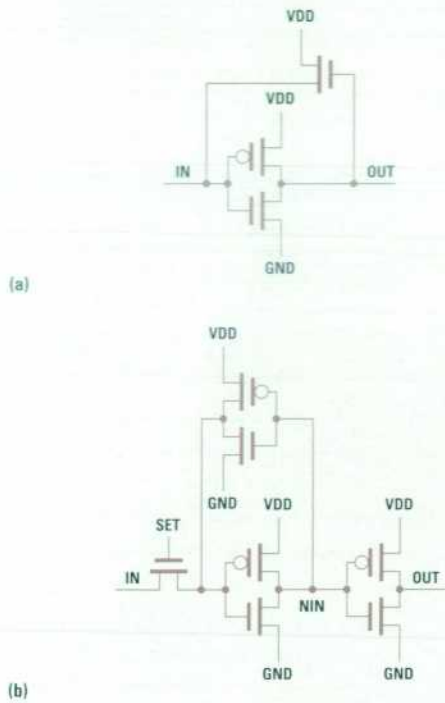 VDD
VDD
IN
OUT
GND
(a)
VDD
GND
SET
VDD
VDD
IN
NIN
OUT
GND
GND
(b)